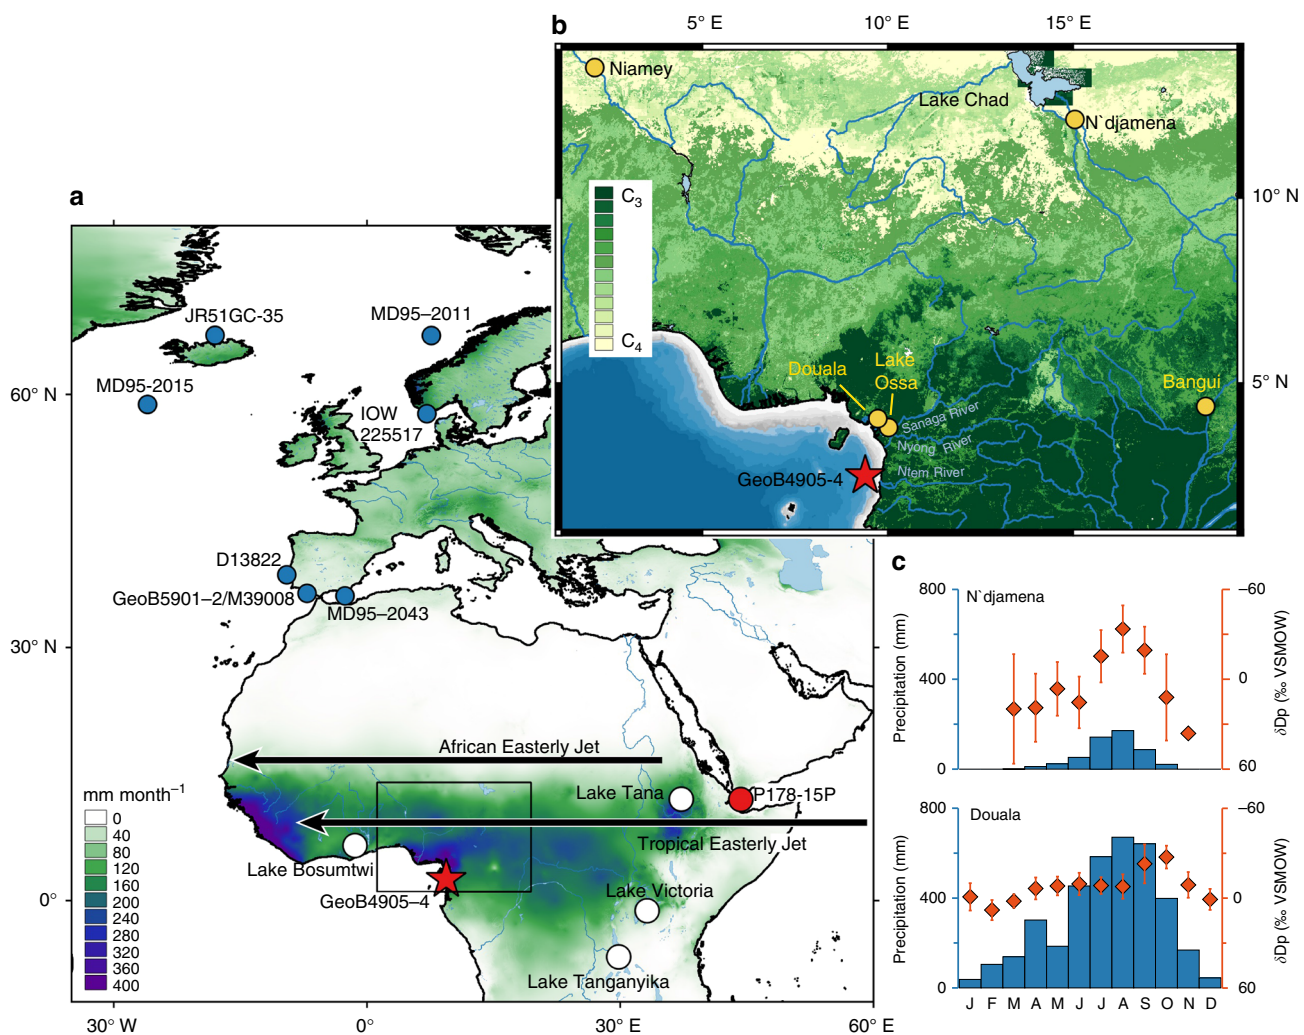 a
JR51GC-35
MD95–2011
MD95-2015
60° N
IOW
225517
D13822
GeoB5901–2/M39008
MD95–2043
30° N
African Easterly Jet
Lake Tana
P178-15P
Tropical Easterly Jet
Lake Bosumtwi
Lake Victoria
GeoB4905–4
0°
Lake Tanganyika
mm month⁻¹
0
40
80
120
160
200
240
280
320
360
400
30° W
0°
30° E
60° E
b
5° E
10° E
15° E
Niamey
Lake Chad
N`djamena
10° N
C₃
C₄
Douala
Lake
Ossa
Bangui
5° N
Sanaga River
Nyong River
Ntem River
GeoB4905-4
c
N`djamena
800
400
0
Precipitation (mm)
–60
0
60
δDp (‰ VSMOW)
Douala
800
400
0
Precipitation (mm)
–60
0
60
δDp (‰ VSMOW)
J F M A M J J A S O N D